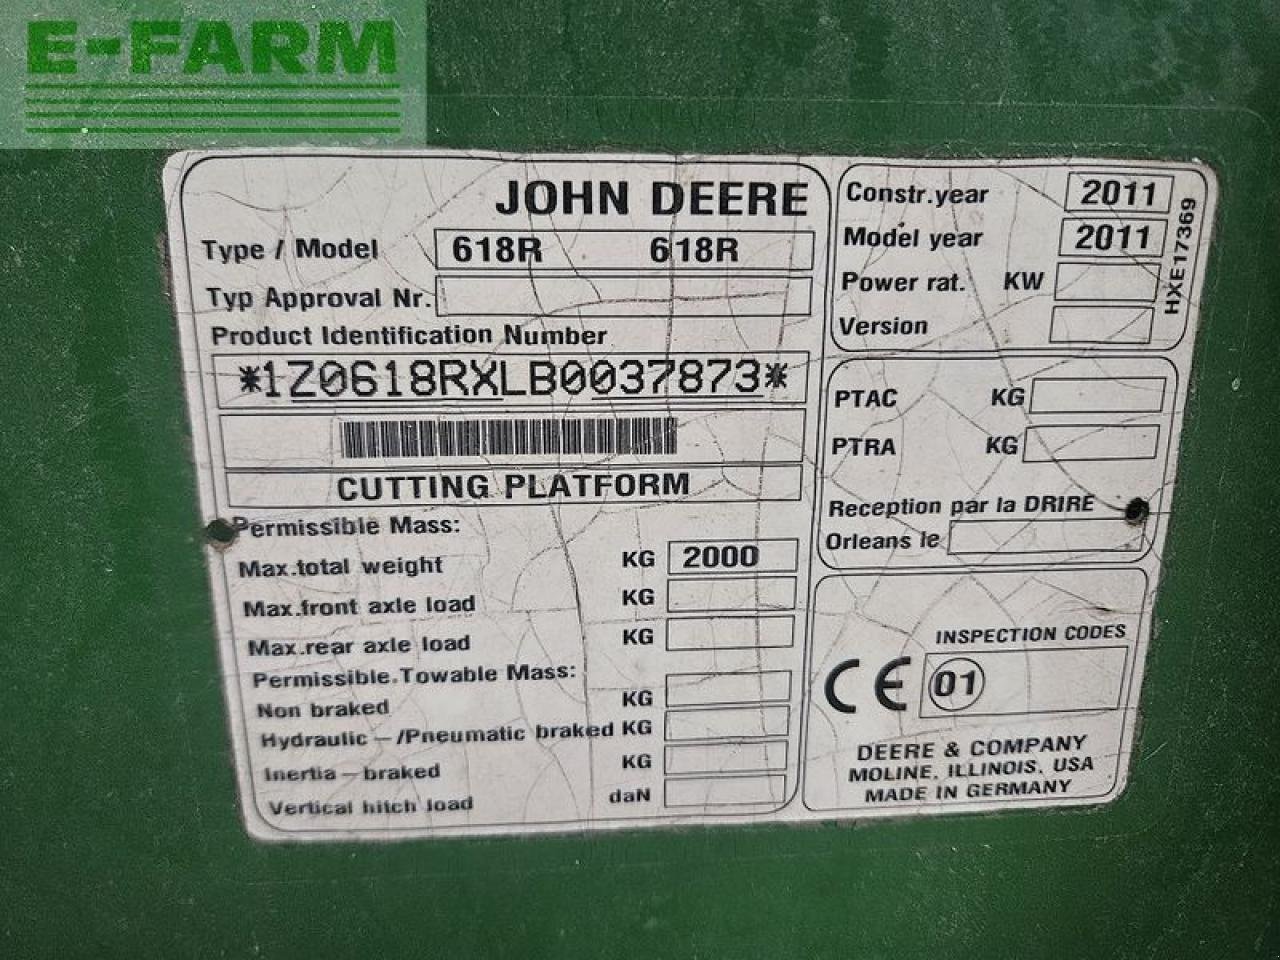 E-FARM
JOHN DEERE
Type / Model 618R 618R
Typ Approval Nr.
Product Identification Number
*1Z0618RXLB0037873*
CUTTING PLATFORM
Permissible Mass:
Max.total weight KG 2000
Max.front axle load KG
Max.rear axle load KG
Permissible.Towable Mass:
Non braked KG
Hydraulic-/Pneumatic braked KG
Inertia-braked KG
Vertical hitch load daN
Constr.year 2011
Model year 2011
Power rat. KW
Version
HXE17369
PTAC KG
PTRA KG
Reception par la DRIRE
Orleans le
INSPECTION CODES
CE 01
DEERE & COMPANY
MOLINE, ILLINOIS, USA
MADE IN GERMANY